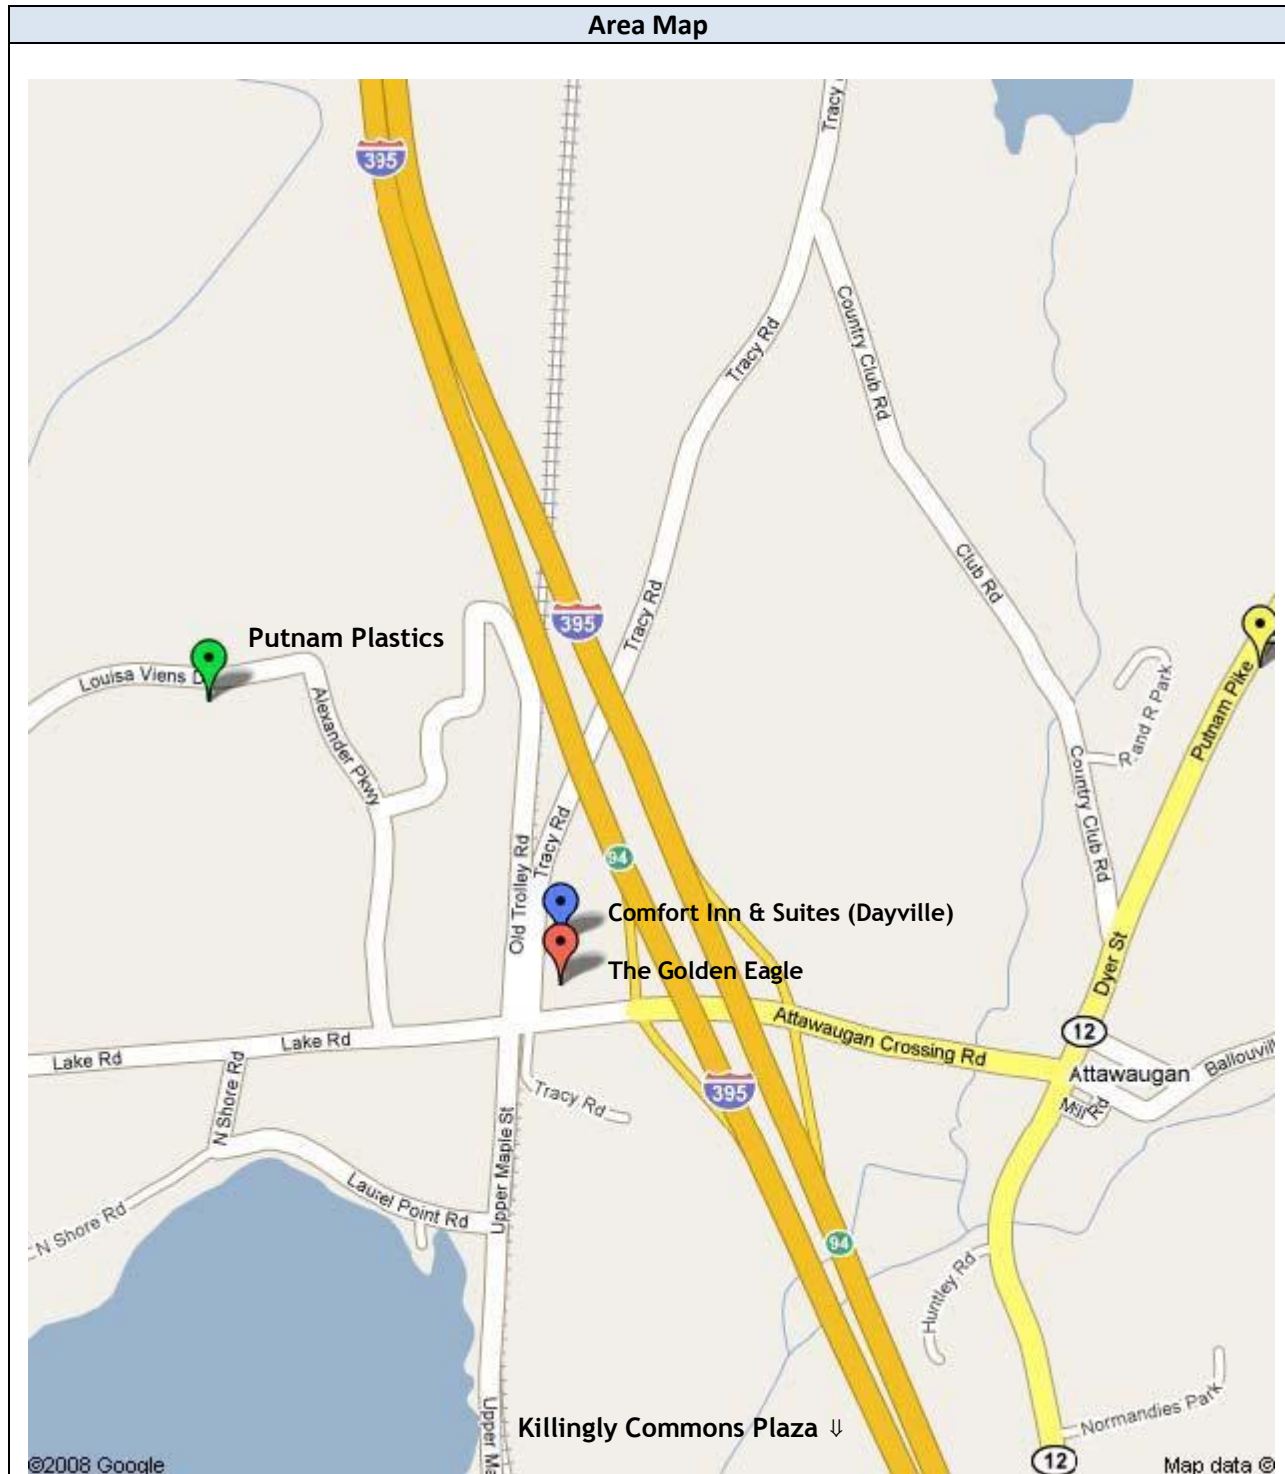 Area Map
395
Tracy
Tracy Rd
Country Club Rd
Club Rd
395
Tracy Rd
Putnam Plastics
Louisa Viens D
Alexander Pkwy
R and R Park
Putnam Pike
Country Club Rd
Tracy Rd
94
Old Trolley Rd
Comfort Inn & Suites (Dayville)
The Golden Eagle
Dyer St
Attawaugan Crossing Rd
12
Lake Rd
Lake Rd
Attawaugan
Ballouvill
395
N Shore Rd
Tracy Rd
Mill Rd
Upper Maple St
Laurel Point Rd
N Shore Rd
94
Huntley Rd
Normandies Park
Upper Ma
Killingly Commons Plaza ⇓
12
©2008 Google
Map data ©